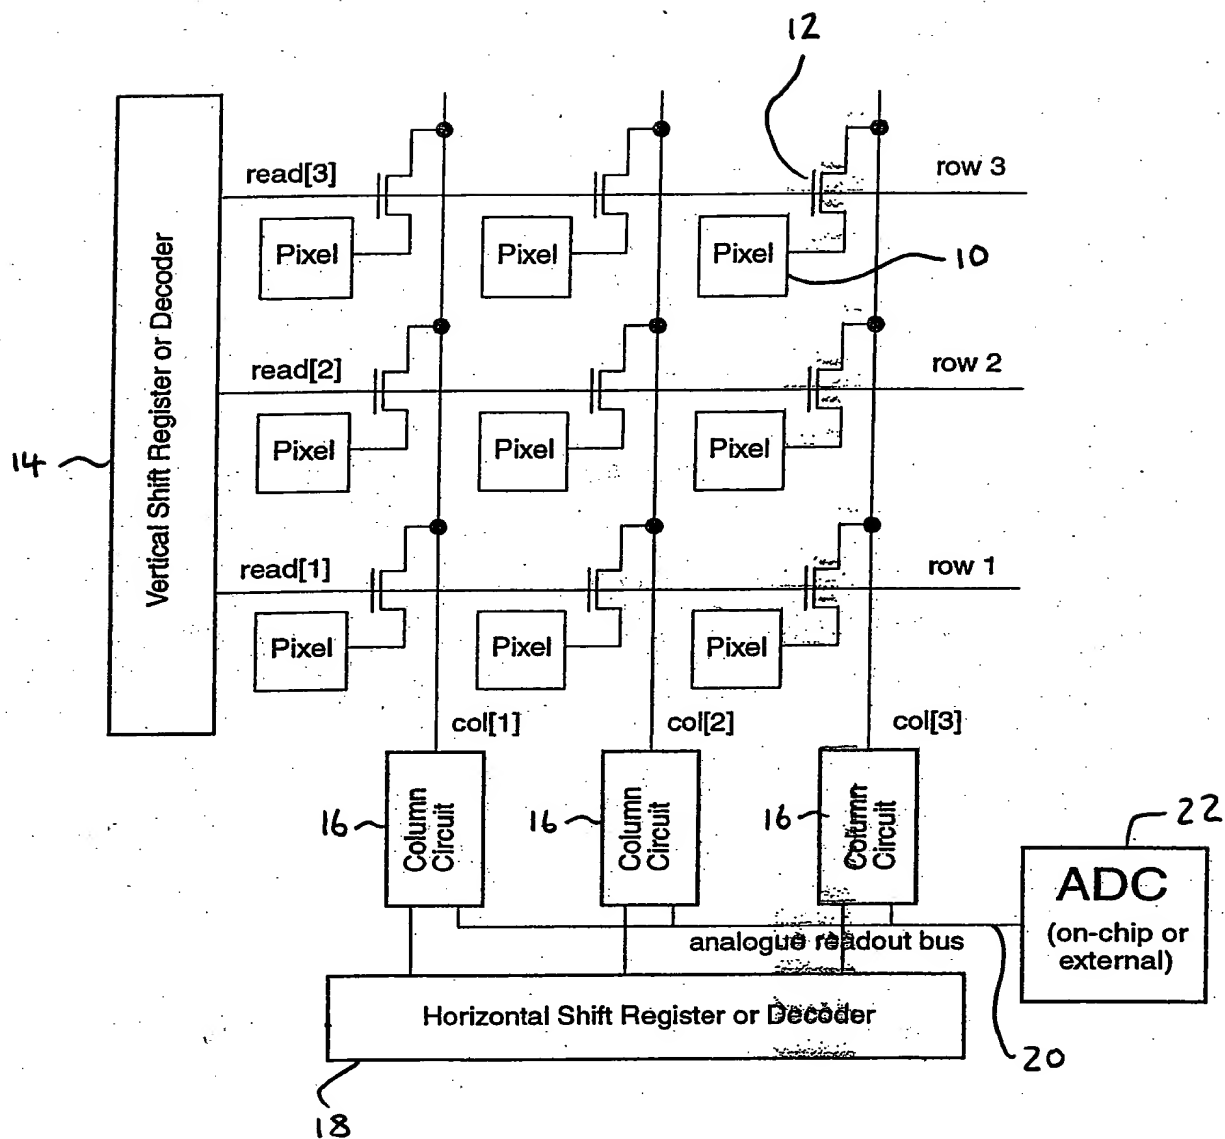 12
read[3]
row 3
Pixel
Pixel
Pixel
10
Vertical Shift Register or Decoder
read[2]
row 2
14
Pixel
Pixel
Pixel
read[1]
row 1
Pixel
Pixel
Pixel
col[1]
col[2]
col[3]
16
Column
Circuit
16
Column
Circuit
16
Column
Circuit
22
ADC
(on-chip or
external)
analogue readout bus
Horizontal Shift Register or Decoder
20
18